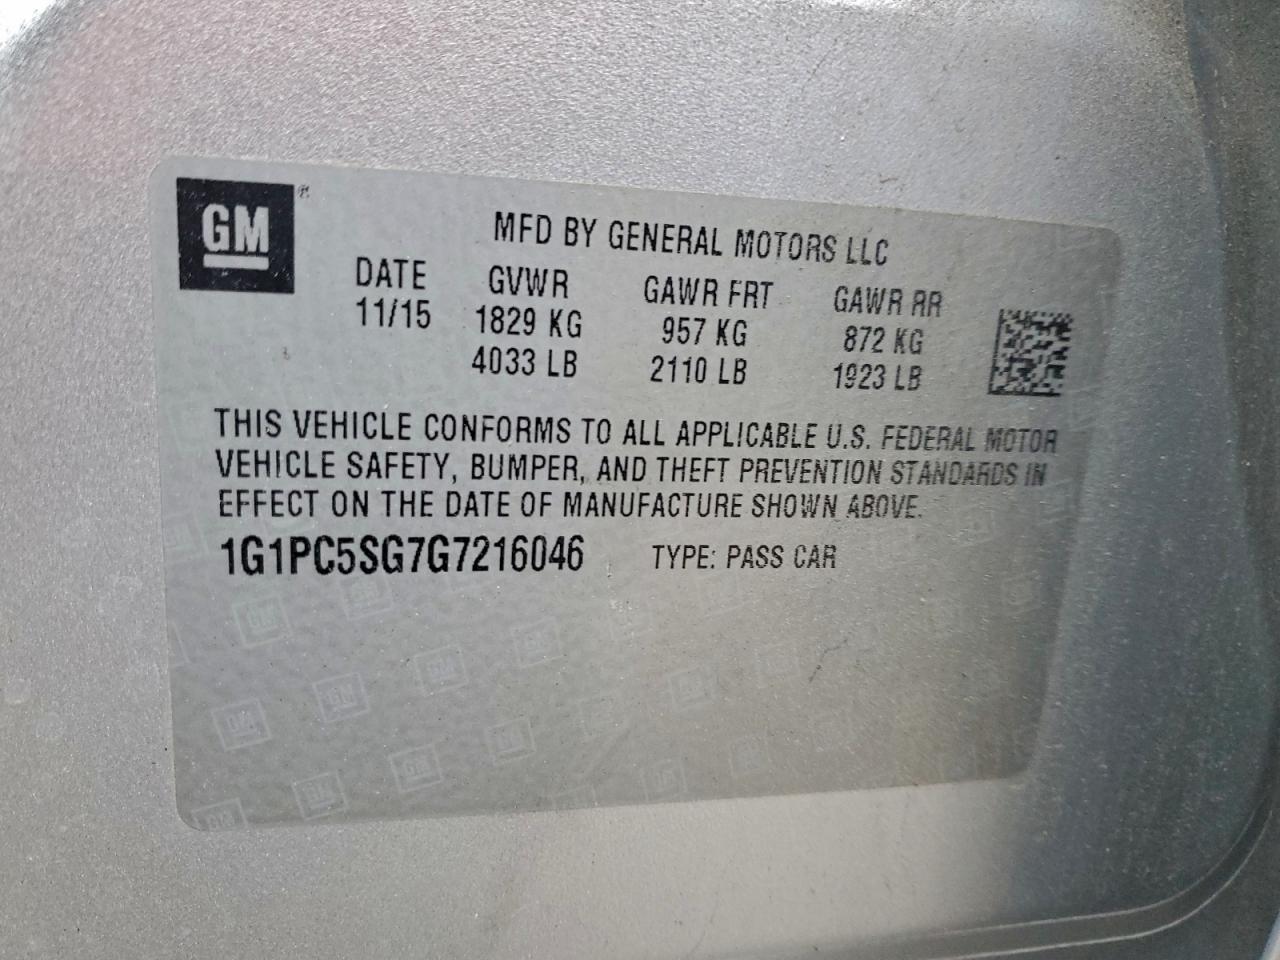 GM®
MFD BY GENERAL MOTORS LLC
DATE GVWR GAWR FRT GAWR RR
11/15 1829 KG 957 KG 872 KG
4033 LB 2110 LB 1923 LB
THIS VEHICLE CONFORMS TO ALL APPLICABLE U.S. FEDERAL MOTOR
VEHICLE SAFETY, BUMPER, AND THEFT PREVENTION STANDARDS IN
EFFECT ON THE DATE OF MANUFACTURE SHOWN ABOVE.
1G1PC5SG7G7216046 TYPE: PASS CAR